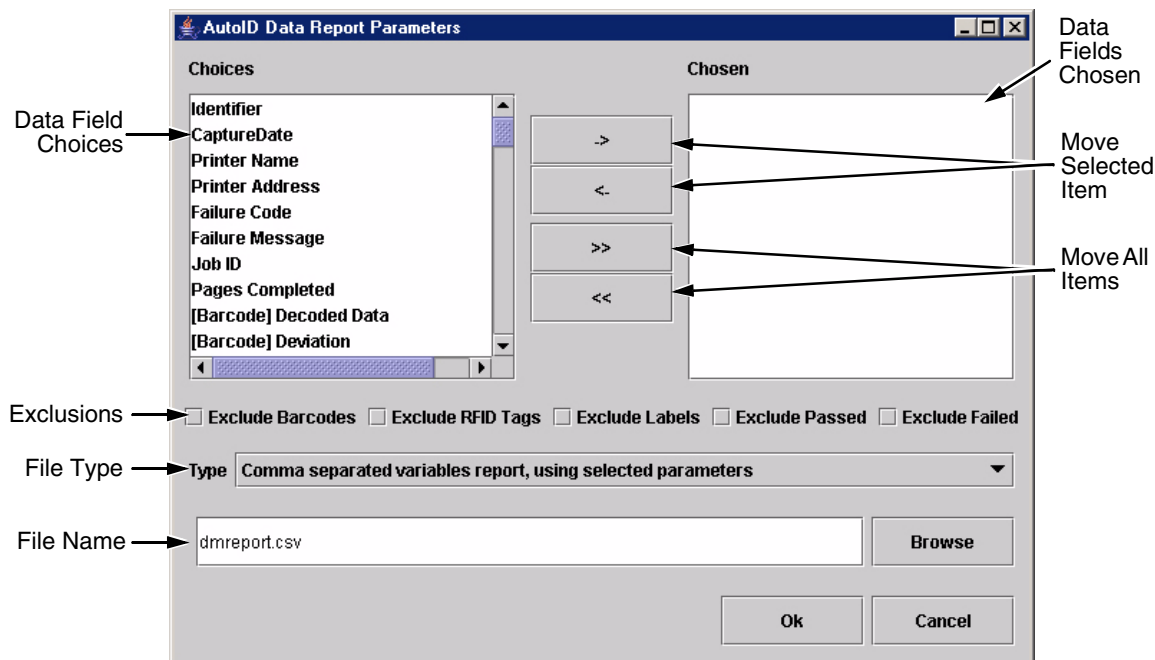 AutoID Data Report Parameters
Choices
Chosen
Data
Fields
Chosen
Data Field
Choices
Identifier
CaptureDate
Printer Name
Printer Address
Failure Code
Failure Message
Job ID
Pages Completed
[Barcode] Decoded Data
[Barcode] Deviation
->
<-
>>
<<
Move
Selected
Item
Move All
Items
Exclusions
Exclude Barcodes
Exclude RFID Tags
Exclude Labels
Exclude Passed
Exclude Failed
File Type
Type
Comma separated variables report, using selected parameters
File Name
dmreport.csv
Browse
Ok
Cancel